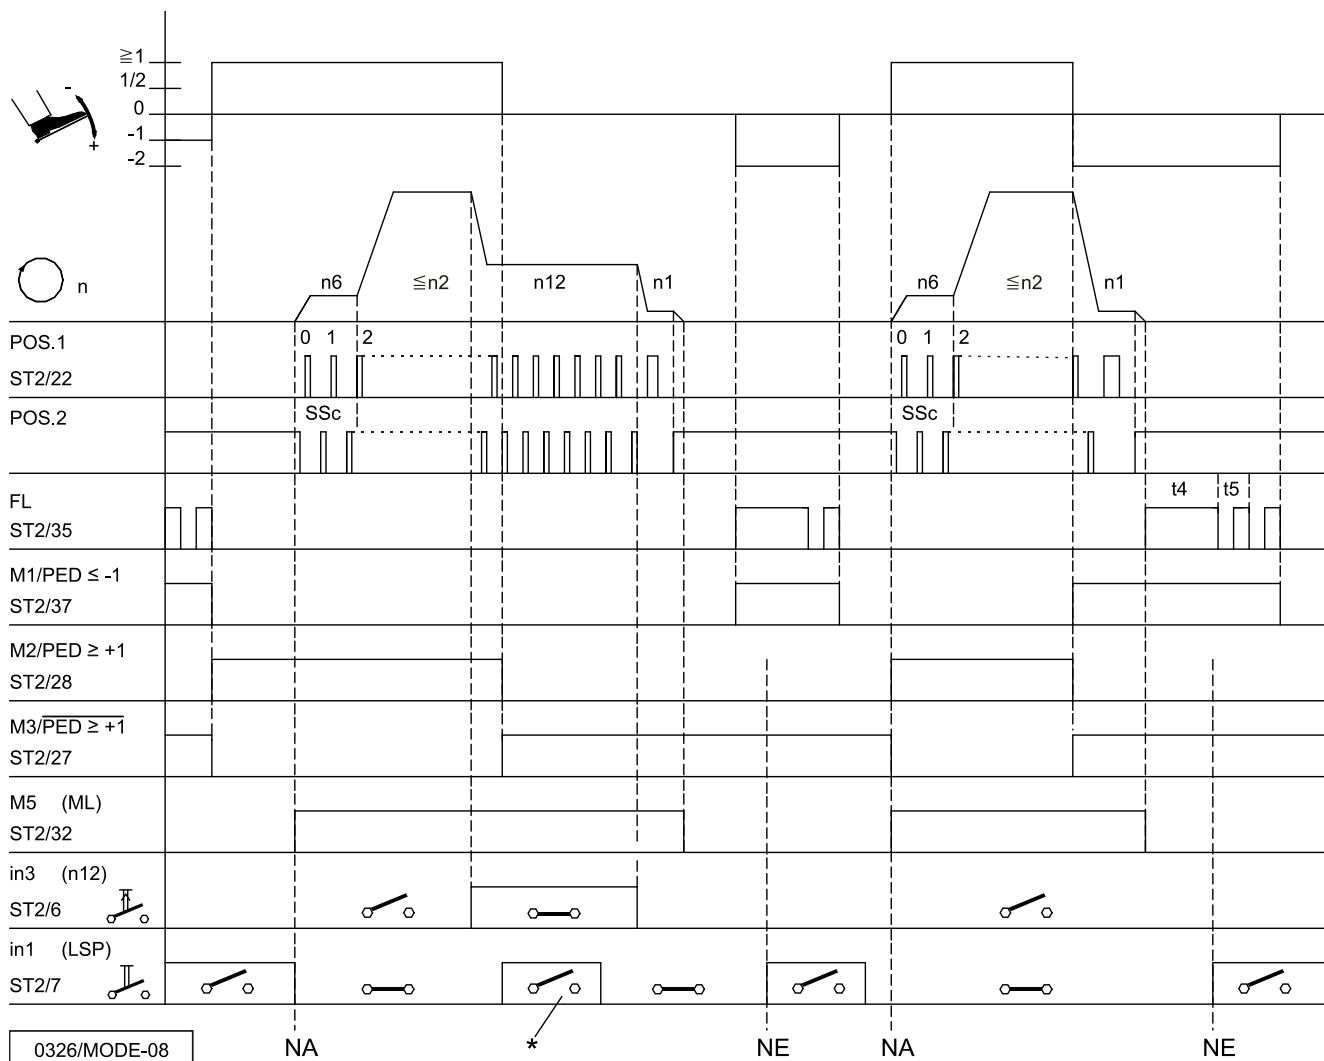 ≧1
1/2
0
-1
-2
-
+
n
n6 ≦n2 n12 n1 n6 ≦n2 n1
POS.1 0 1 2 0 1 2
ST2/22
POS.2 SSc SSc
FL t4 t5
ST2/35
M1/PED ≤ -1
ST2/37
M2/PED ≥ +1
ST2/28
M3/PED ≥ +1
ST2/27
M5 (ML)
ST2/32
in3 (n12)
ST2/6
in1 (LSP)
ST2/7
0326/MODE-08 NA * NE NA NE